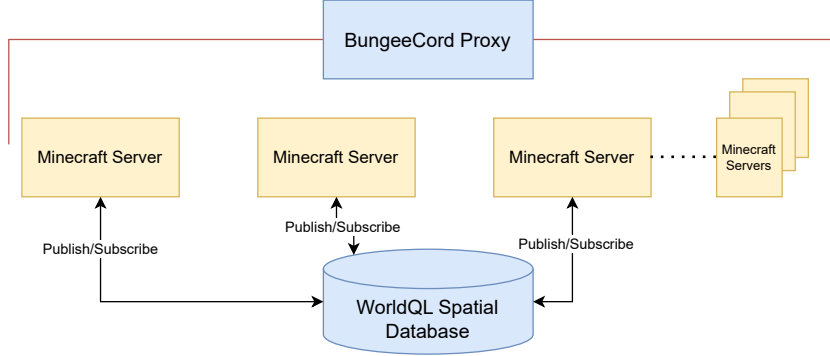 BungeeCord Proxy
Minecraft Server
Minecraft Server
Minecraft Server
Minecraft
Servers
Publish/Subscribe
Publish/Subscribe
Publish/Subscribe
WorldQL Spatial
Database